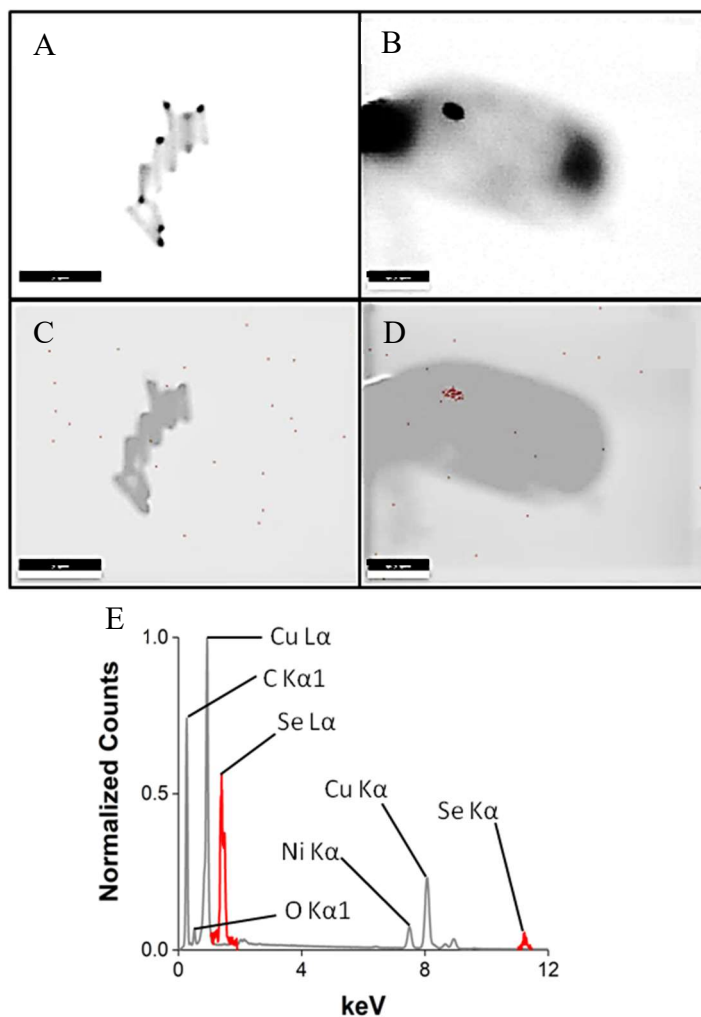 A
B
C
D
E
1.0
0.5
0.0
Normalized Counts
Cu Lα
C Kα1
Se Lα
Cu Kα
Se Kα
Ni Kα
O Kα1
0
4
8
12
keV